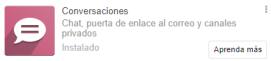 Conversaciones
Chat, puerta de enlace al correo y canales
privados
Instalado
Aprenda más